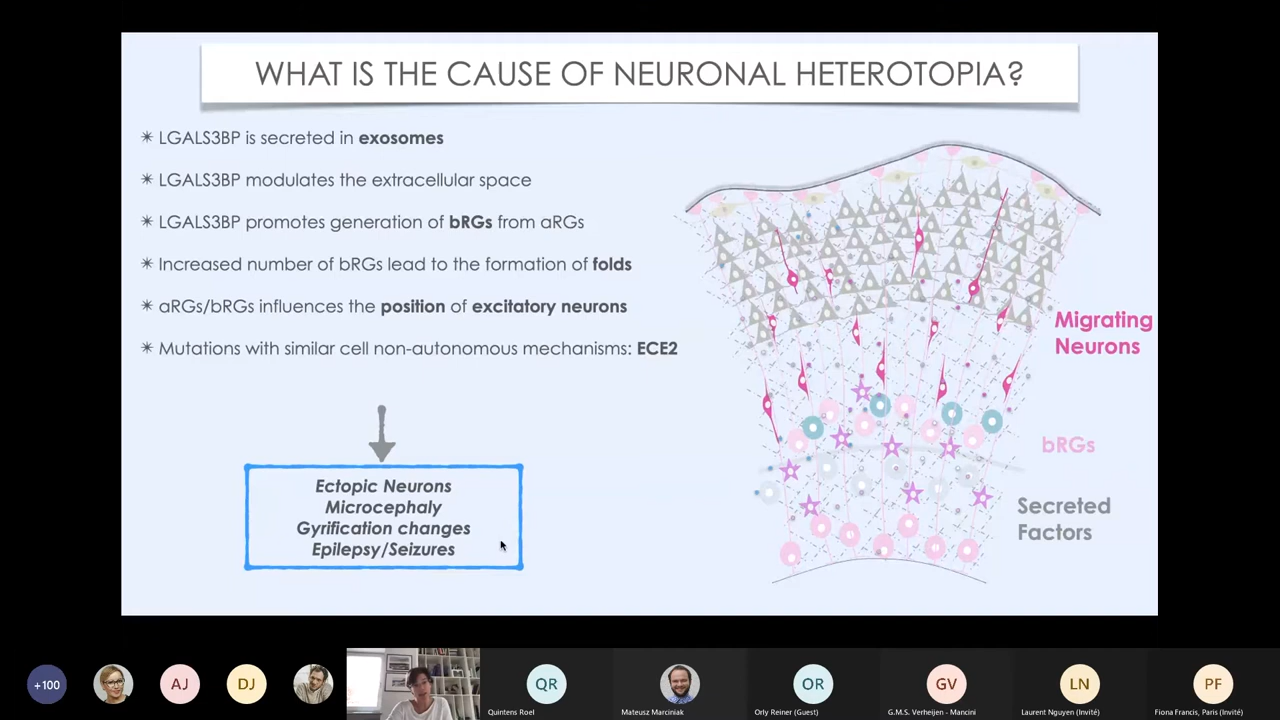 WHAT IS THE CAUSE OF NEURONAL HETEROTOPIA?
✴ LGALS3BP is secreted in exosomes
✴ LGALS3BP modulates the extracellular space
✴ LGALS3BP promotes generation of bRGs from aRGs
✴ Increased number of bRGs lead to the formation of folds
✴ aRGs/bRGs influences the position of excitatory neurons
✴ Mutations with similar cell non-autonomous mechanisms: ECE2
Ectopic Neurons
Microcephaly
Gyrification changes
Epilepsy/Seizures
Migrating
Neurons
bRGs
Secreted
Factors
+100
AJ
DJ
QR
OR
GV
LN
PF
Quintens Roel
Mateusz Marciniak
Orly Reiner (Guest)
G.M.S. Verheijen - Mancini
Laurent Nguyen (Invité)
Fiona Francis, Paris (Invité)